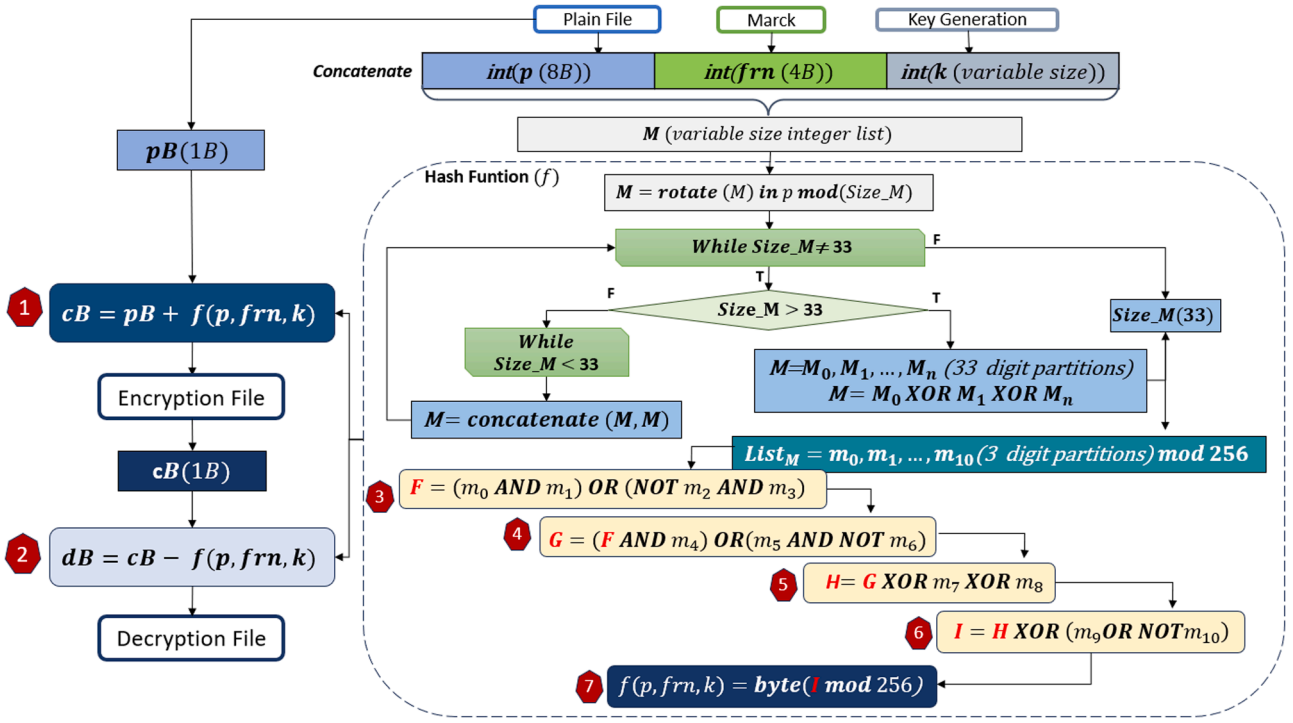 Plain File
Marck
Key Generation
Concatenate
int(p (8B))
int(frn (4B))
int(k (variable size))
M (variable size integer list)
pB(1B)
Hash Funtion (f)
M = rotate (M) in p mod(Size_M)
While Size_M ≠ 33
F
T
F
Size_M > 33
T
1
cB = pB + f(p, frn, k)
Size_M(33)
While
Size_M < 33
M=M₀, M₁, ..., Mₙ (33 digit partitions)
M= M₀ XOR M₁ XOR Mₙ
Encryption File
M= concatenate (M, M)
cB(1B)
List_M = m₀, m₁, ..., m₁₀ (3 digit partitions) mod 256
3
F = (m₀ AND m₁) OR (NOT m₂ AND m₃)
4
G = (F AND m₄) OR(m₅ AND NOT m₆)
2
dB = cB − f(p, frn, k)
5
H= G XOR m₇ XOR m₈
Decryption File
6
I = H XOR (m₉OR NOTm₁₀)
7
f(p, frn, k) = byte(I mod 256)